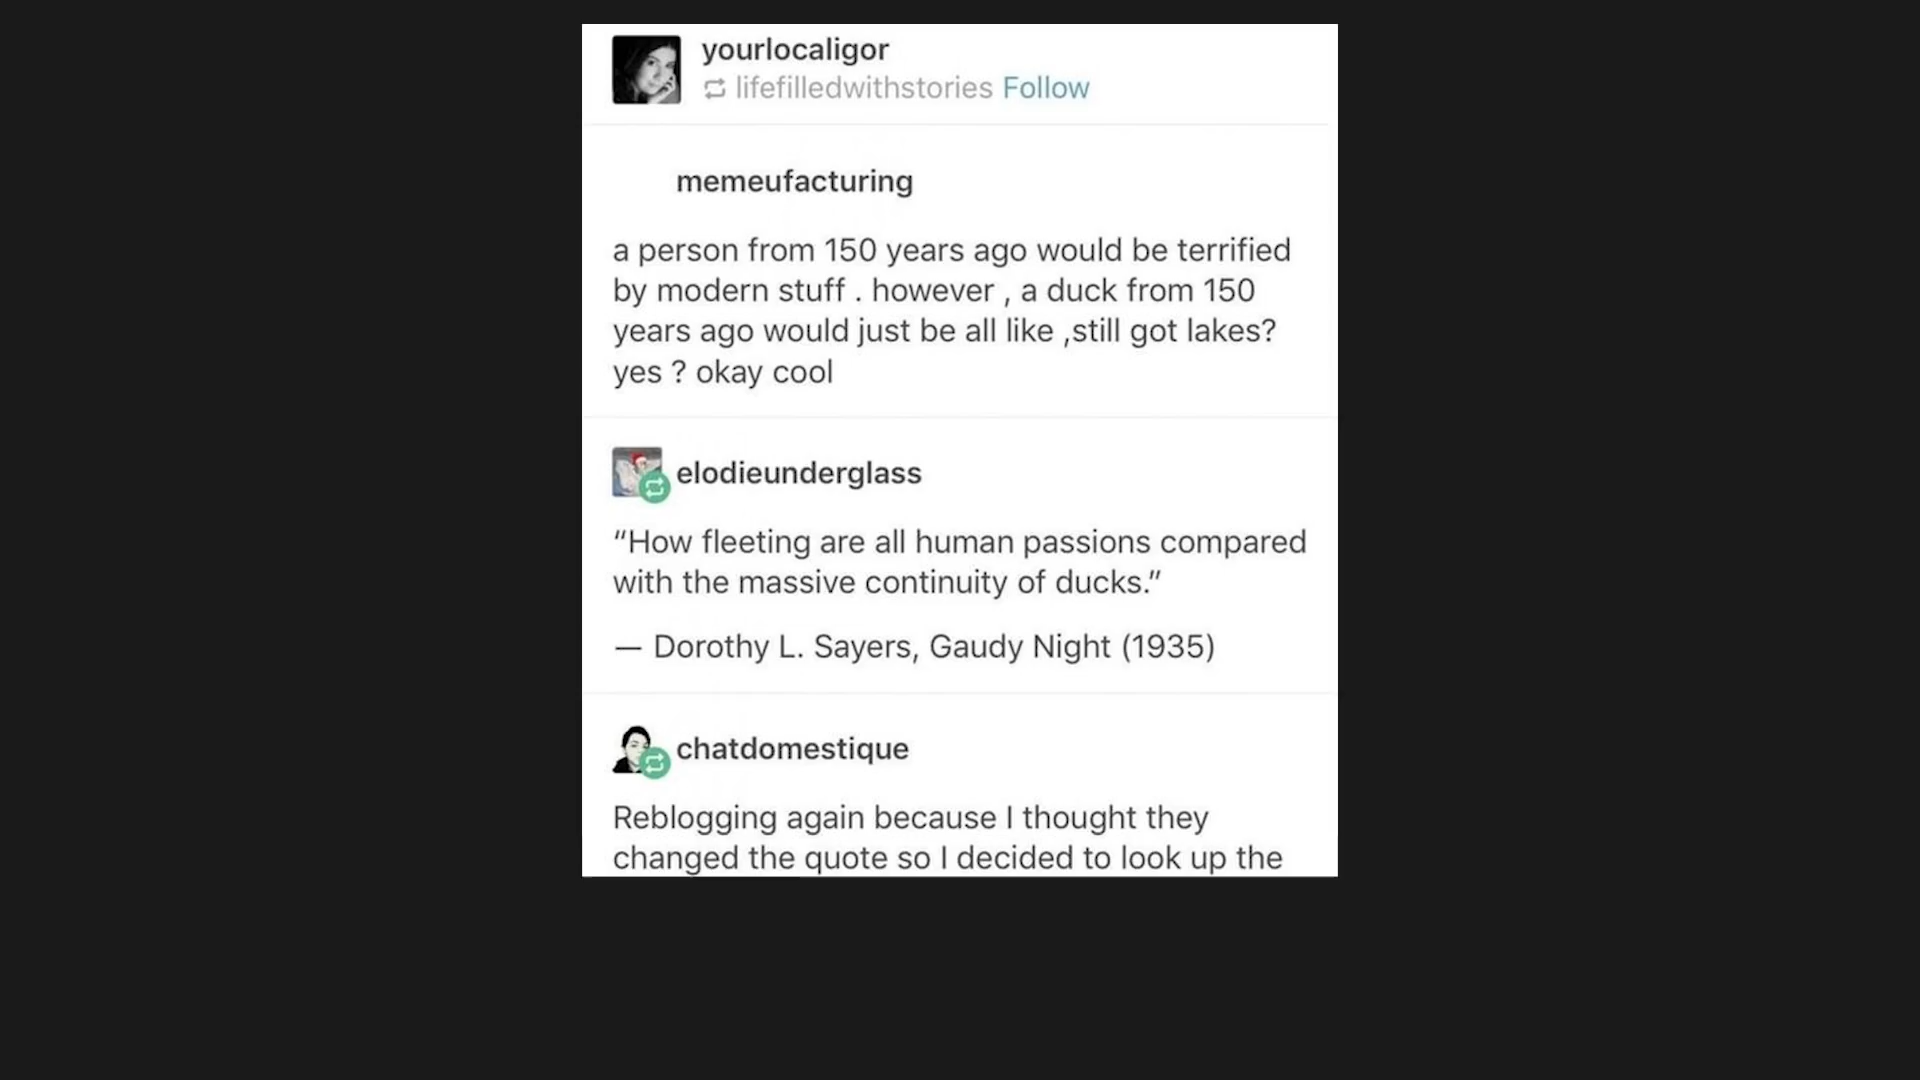 yourlocaligor
lifefilledwithstories Follow
memeufacturing
a person from 150 years ago would be terrified
by modern stuff . however , a duck from 150
years ago would just be all like ,still got lakes?
yes ? okay cool
elodieunderglass
“How fleeting are all human passions compared
with the massive continuity of ducks.”
— Dorothy L. Sayers, Gaudy Night (1935)
chatdomestique
Reblogging again because I thought they
changed the quote so I decided to look up the